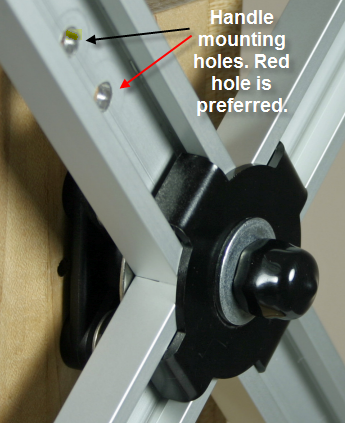 Handle
mounting
holes. Red
hole is
preferred.